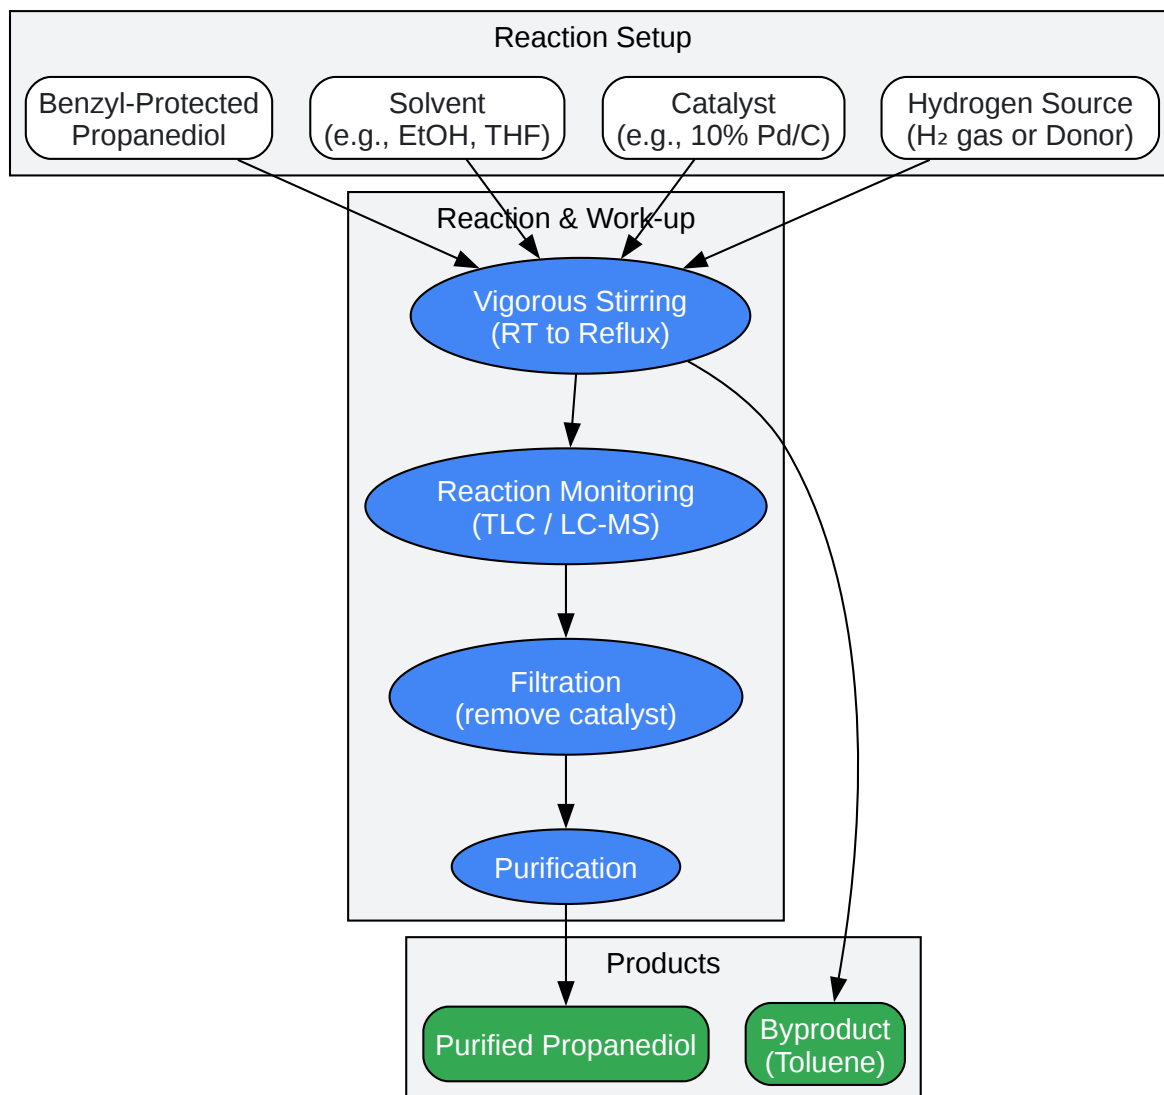 Reaction Setup
Benzyl-Protected
Propanediol
Solvent
(e.g., EtOH, THF)
Catalyst
(e.g., 10% Pd/C)
Hydrogen Source
(H₂ gas or Donor)
Reaction & Work-up
Vigorous Stirring
(RT to Reflux)
Reaction Monitoring
(TLC / LC-MS)
Filtration
(remove catalyst)
Purification
Products
Purified Propanediol
Byproduct
(Toluene)